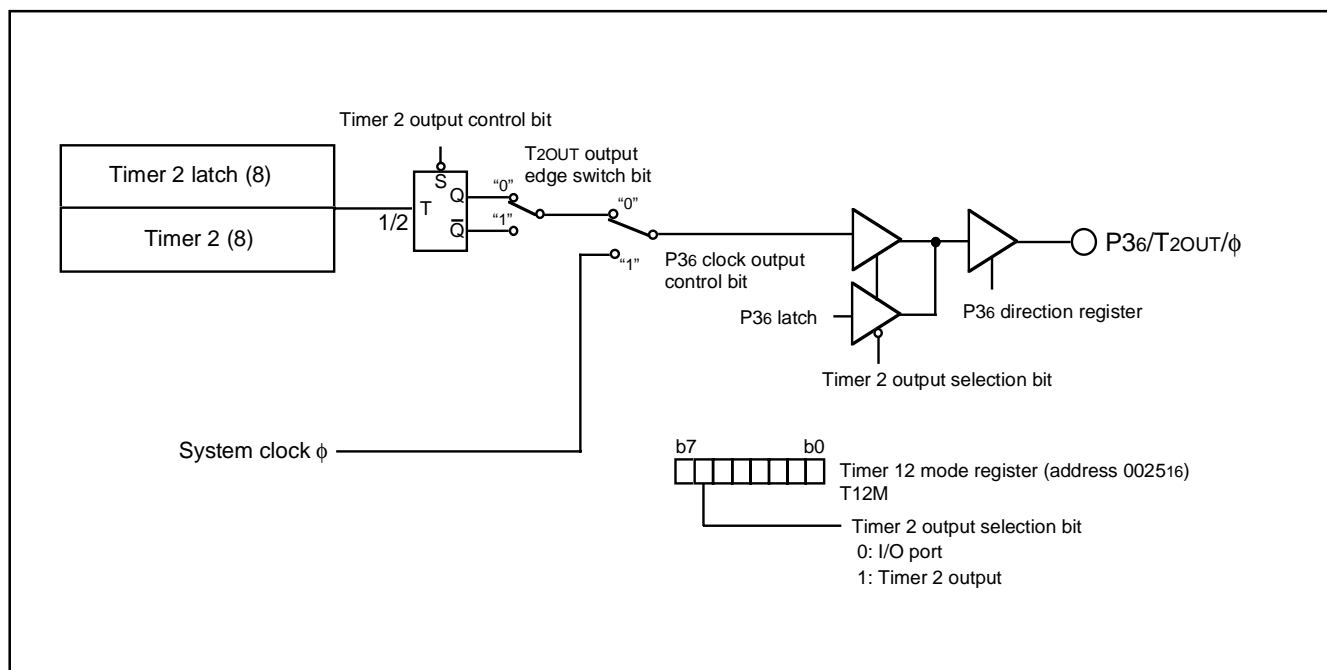 Timer 2 output control bit
T2OUT output
edge switch bit
Timer 2 latch (8)
Timer 2 (8)
S
T
Q
Q̅
1/2
“0”
“1”
“0”
“1”
P36 clock output
control bit
P36/T2OUT/ϕ
P36 latch
P36 direction register
Timer 2 output selection bit
System clock ϕ
b7 b0
Timer 12 mode register (address 002516)
T12M
Timer 2 output selection bit
0: I/O port
1: Timer 2 output